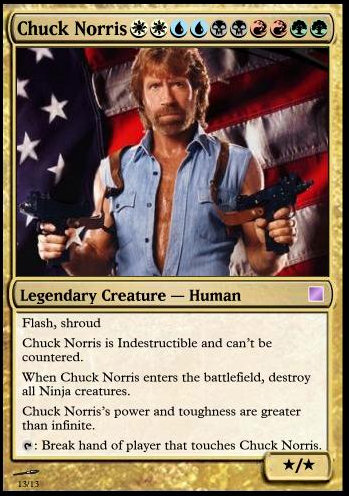 Chuck Norris
Legendary Creature — Human
Flash, shroud
Chuck Norris is Indestructible and can't be
countered.
When Chuck Norris enters the battlefield, destroy
all Ninja creatures.
Chuck Norris's power and toughness are greater
than infinite.
: Break hand of player that touches Chuck Norris.
13/13
★/★